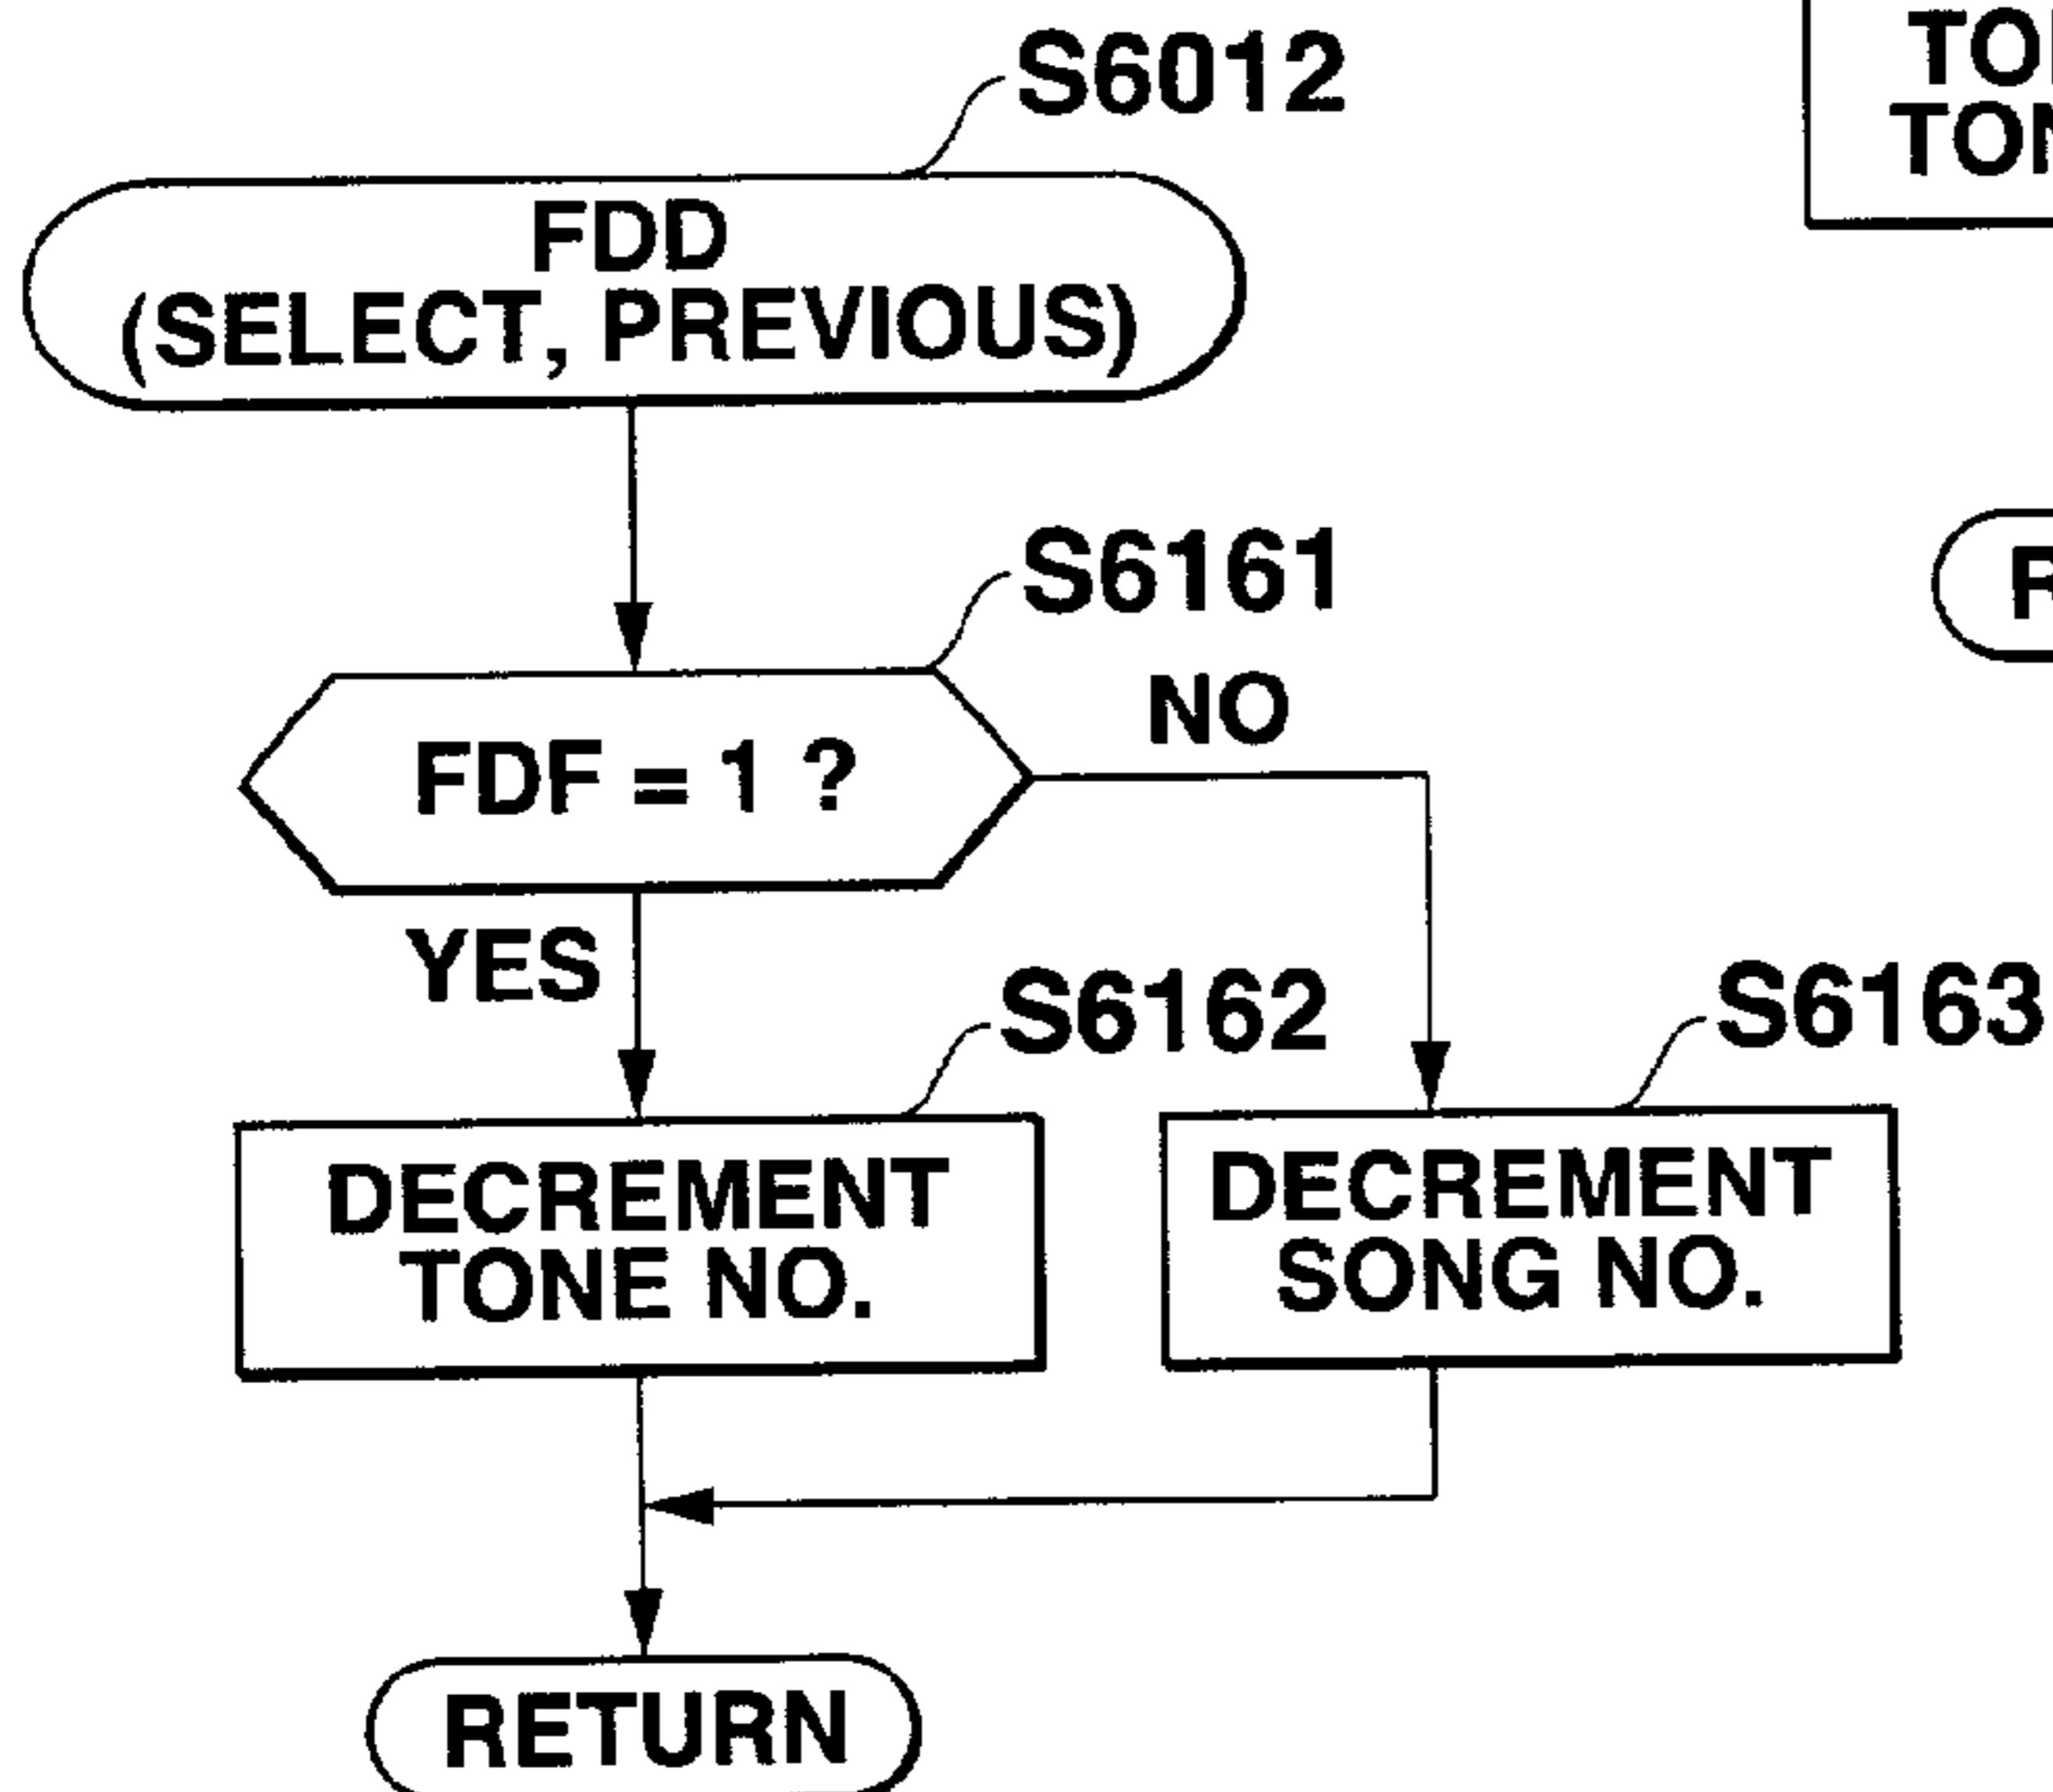 S6012
FDD
(SELECT, PREVIOUS)
S6161
NO
FDF = 1 ?
YES
S6162
S6163
DECREMENT
TONE NO.
DECREMENT
SONG NO.
RETURN